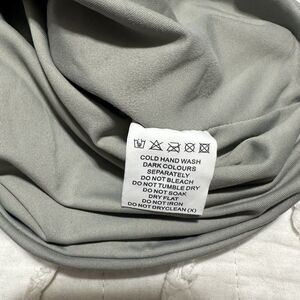 COLD HAND WASH
DARK COLOURS
SEPARATELY
DO NOT BLEACH
DO NOT TUMBLE DRY
DO NOT SOAK
DRY FLAT
DO NOT IRON
DO NOT DRYCLEAN (X)